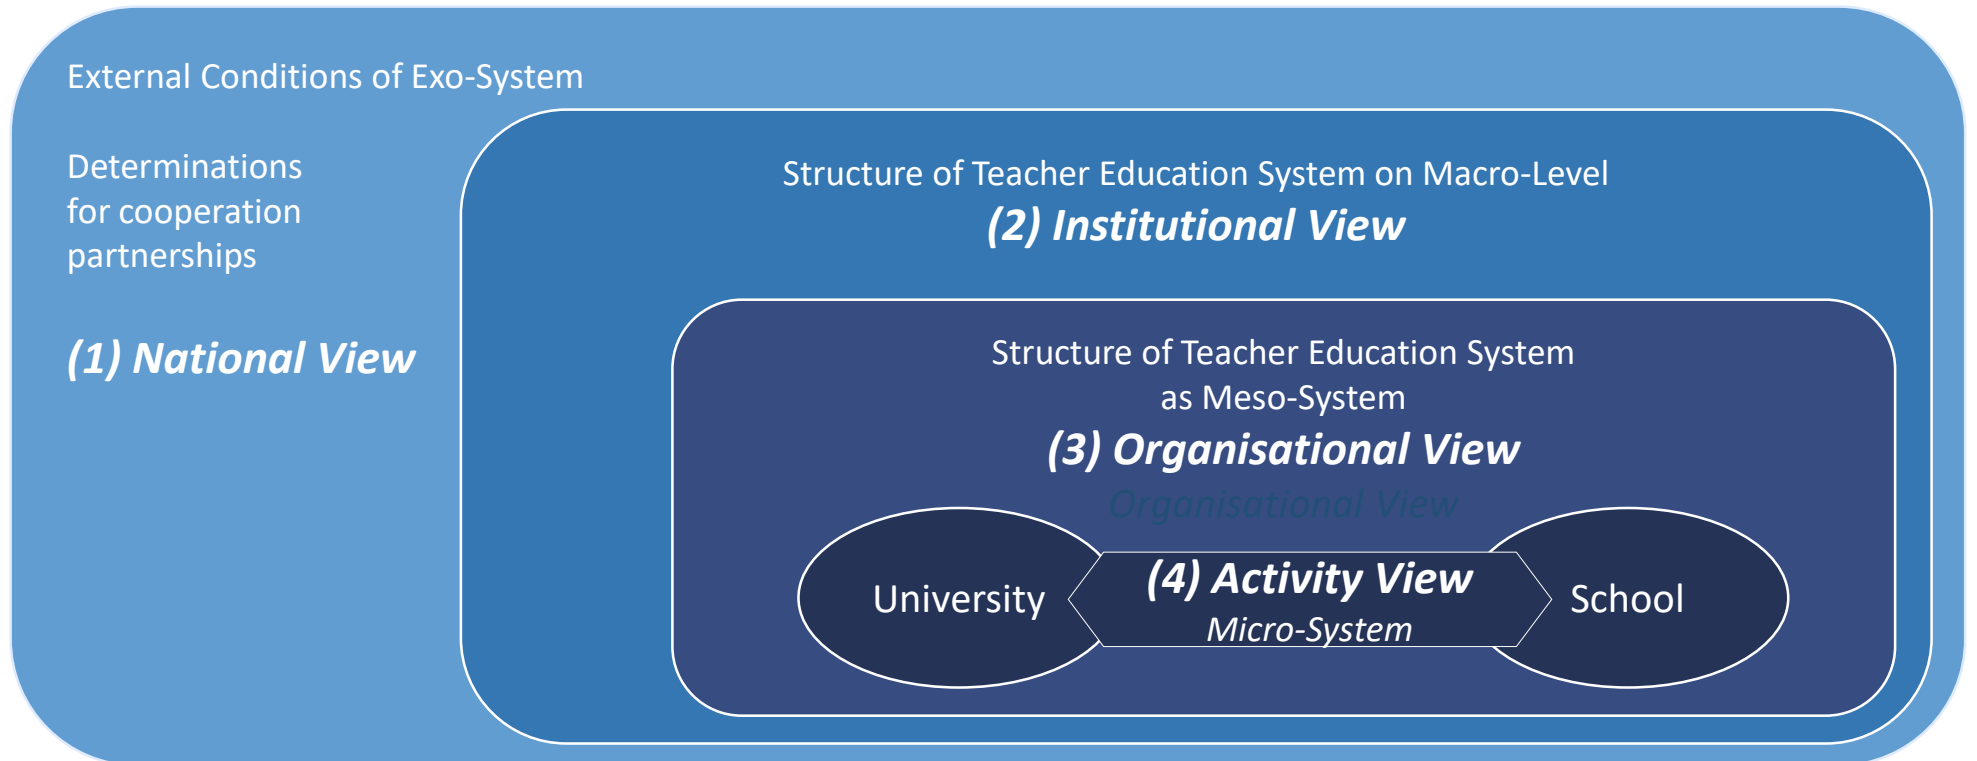 External Conditions of Exo-System
Determinations
for cooperation
partnerships
(1) National View
Structure of Teacher Education System on Macro-Level
(2) Institutional View
Structure of Teacher Education System
as Meso-System
(3) Organisational View
Organisational View
University
(4) Activity View
Micro-System
School